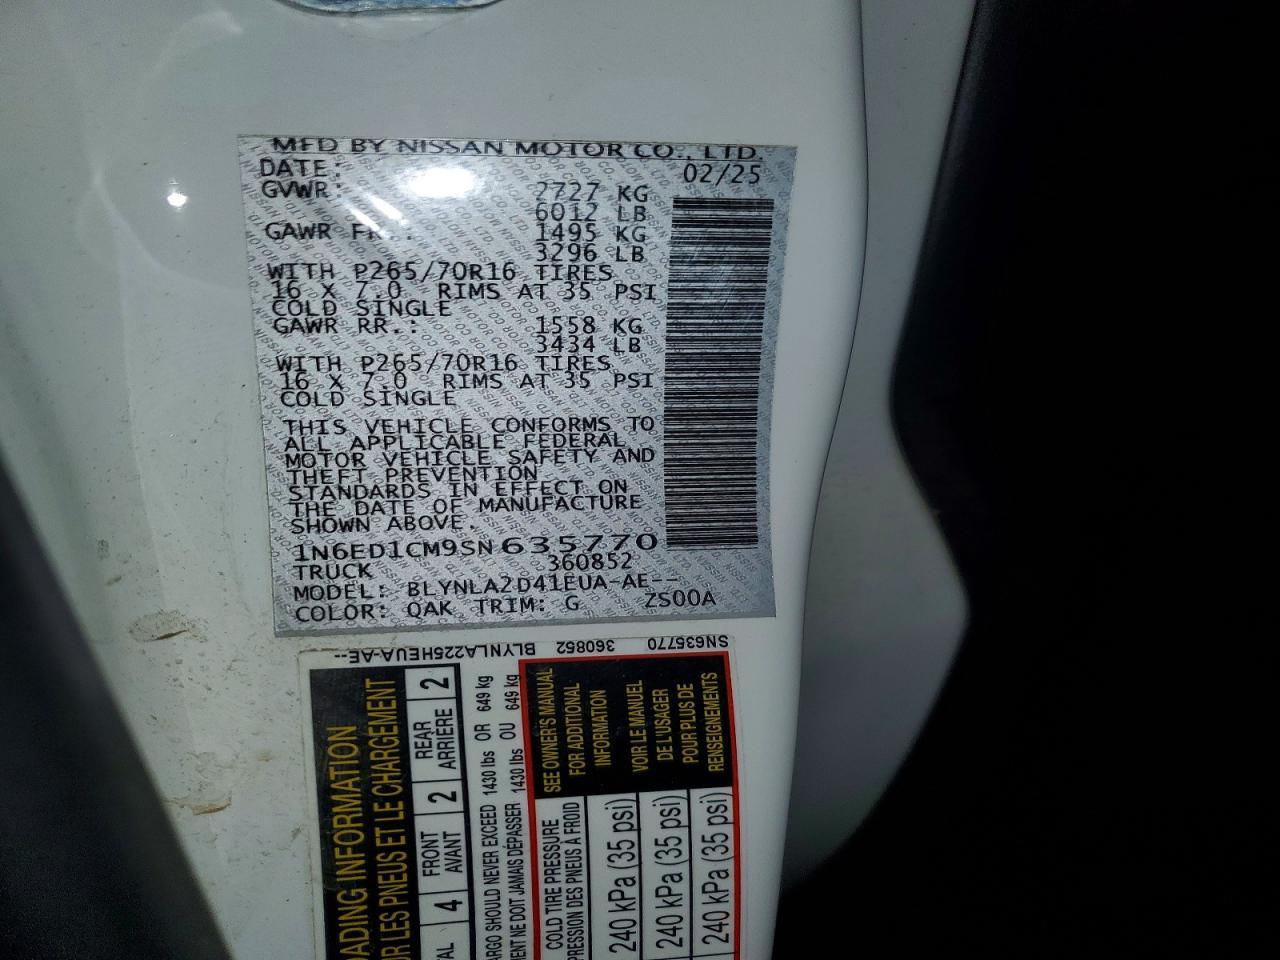 MFD BY NISSAN MOTOR CO., LTD.
DATE: 02/25
GVWR: 2727 KG
6012 LB
GAWR FR.: 1495 KG
3296 LB
WITH P265/70R16 TIRES
16 X 7.0 RIMS AT 35 PSI
COLD SINGLE
GAWR RR.: 1558 KG
3434 LB
WITH P265/70R16 TIRES
16 X 7.0 RIMS AT 35 PSI
COLD SINGLE
THIS VEHICLE CONFORMS TO
ALL APPLICABLE FEDERAL
MOTOR VEHICLE SAFETY AND
THEFT PREVENTION
STANDARDS IN EFFECT ON
THE DATE OF MANUFACTURE
SHOWN ABOVE.
1N6ED1CM9SN635770
TRUCK 360852
MODEL: BLYNLA2D41EUA-AE--
COLOR: QAK TRIM: G ZS00A
SN635770 360852 BLYNLA225HEUA-AE--
LOADING INFORMATION
LES PNEUS ET LE CHARGEMENT
4 FRONT AVANT 2 REAR ARRIÈRE 2
SHOULD NEVER EXCEED 1430 lbs OR 649 kg
NE DOIT JAMAIS DÉPASSER 1430 lbs OU 649 kg
COLD TIRE PRESSURE
PRESSION DES PNEUS À FROID
240 kPa (35 psi)
240 kPa (35 psi)
240 kPa (35 psi)
SEE OWNER'S MANUAL
FOR ADDITIONAL
INFORMATION
VOIR LE MANUEL
DE L'USAGER
POUR PLUS DE
RENSEIGNEMENTS